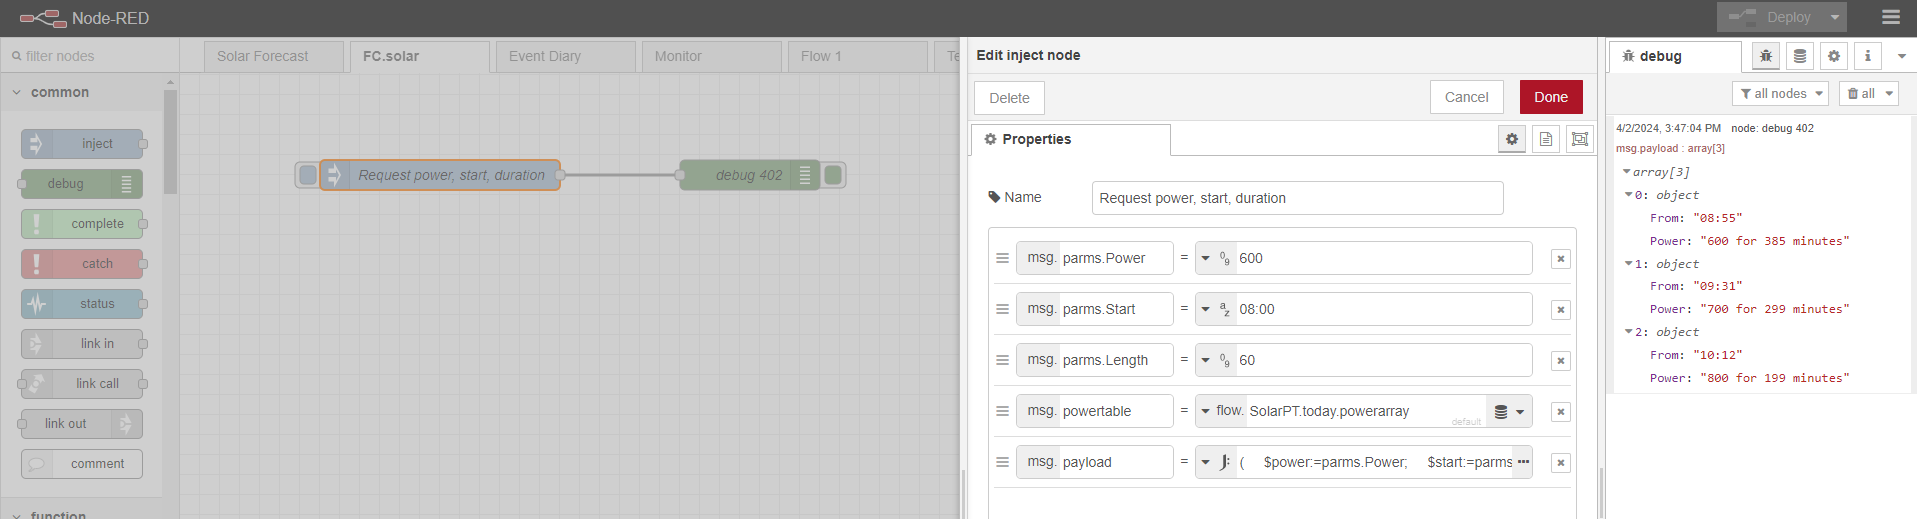 Node-RED
Deploy
filter nodes
Solar Forecast
FC.solar
Event Diary
Monitor
Flow 1
Te
common
inject
debug
complete
catch
status
link in
link call
link out
comment
function
Request power, start, duration
debug 402
Edit inject node
Delete
Cancel
Done
Properties
Name
Request power, start, duration
msg. parms.Power = 0 9 600
msg. parms.Start = a z 08:00
msg. parms.Length = 0 9 60
msg. powertable = flow. SolarPT.today.powerarray
default
msg. payload = J: ( $power:=parms.Power; $start:=parms ...
debug
i
all nodes
all
4/2/2024, 3:47:04 PM node: debug 402
msg.payload : array[3]
array[3]
0: object
From: "08:55"
Power: "600 for 385 minutes"
1: object
From: "09:31"
Power: "700 for 299 minutes"
2: object
From: "10:12"
Power: "800 for 199 minutes"